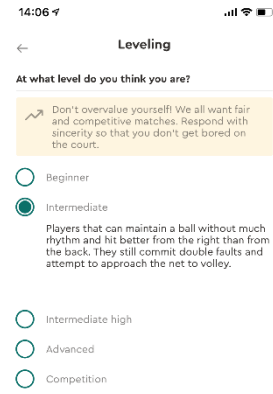 14:06
Leveling
At what level do you think you are?
Don't overvalue yourself! We all want fair
and competitive matches. Respond with
sincerity so that you don't get bored on
the court.
Beginner
Intermediate
Players that can maintain a ball without much
rhythm and hit better from the right than from
the back. They still commit double faults and
attempt to approach the net to volley.
Intermediate high
Advanced
Competition